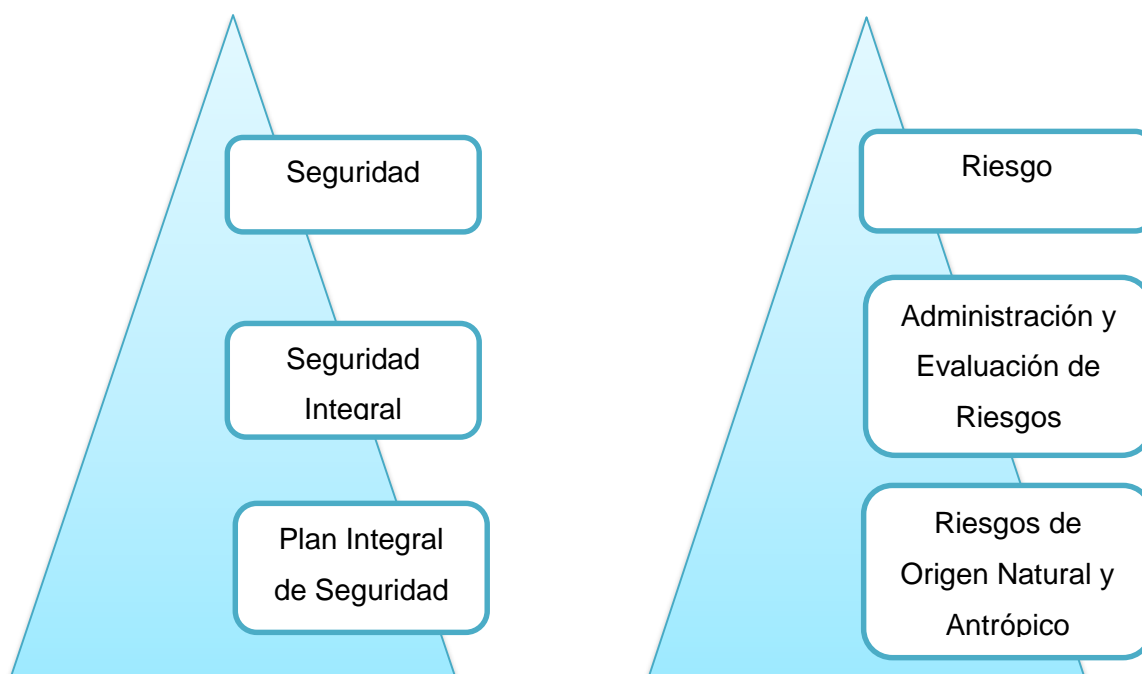 Seguridad
Seguridad
Integral
Plan Integral
de Seguridad
Riesgo
Administración y
Evaluación de
Riesgos
Riesgos de
Origen Natural y
Antrópico